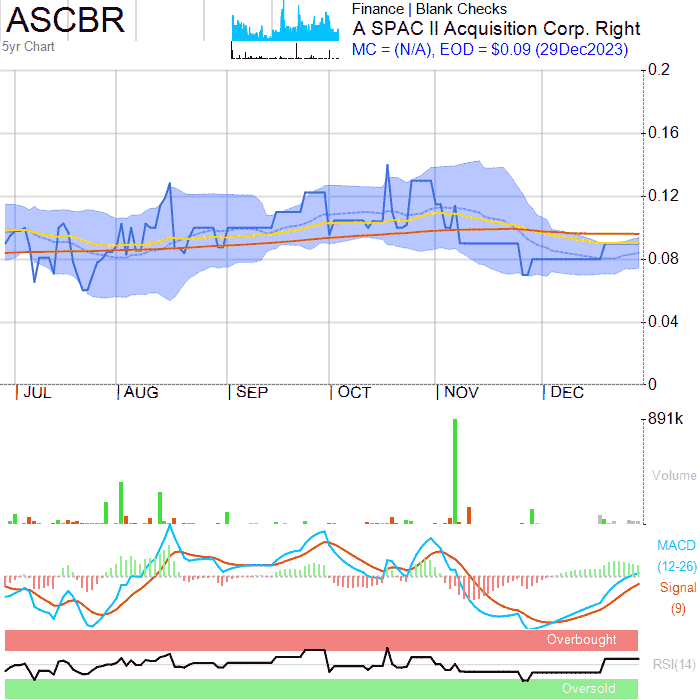 ASCBR
5yr Chart
Finance | Blank Checks
A SPAC II Acquisition Corp. Right
MC = (N/A), EOD = $0.09 (29Dec2023)
0.2
0.16
0.12
0.08
0.04
0
JUL AUG SEP OCT NOV DEC
891k
Volume
MACD
(12-26)
Signal
(9)
Overbought
RSI(14)
Oversold